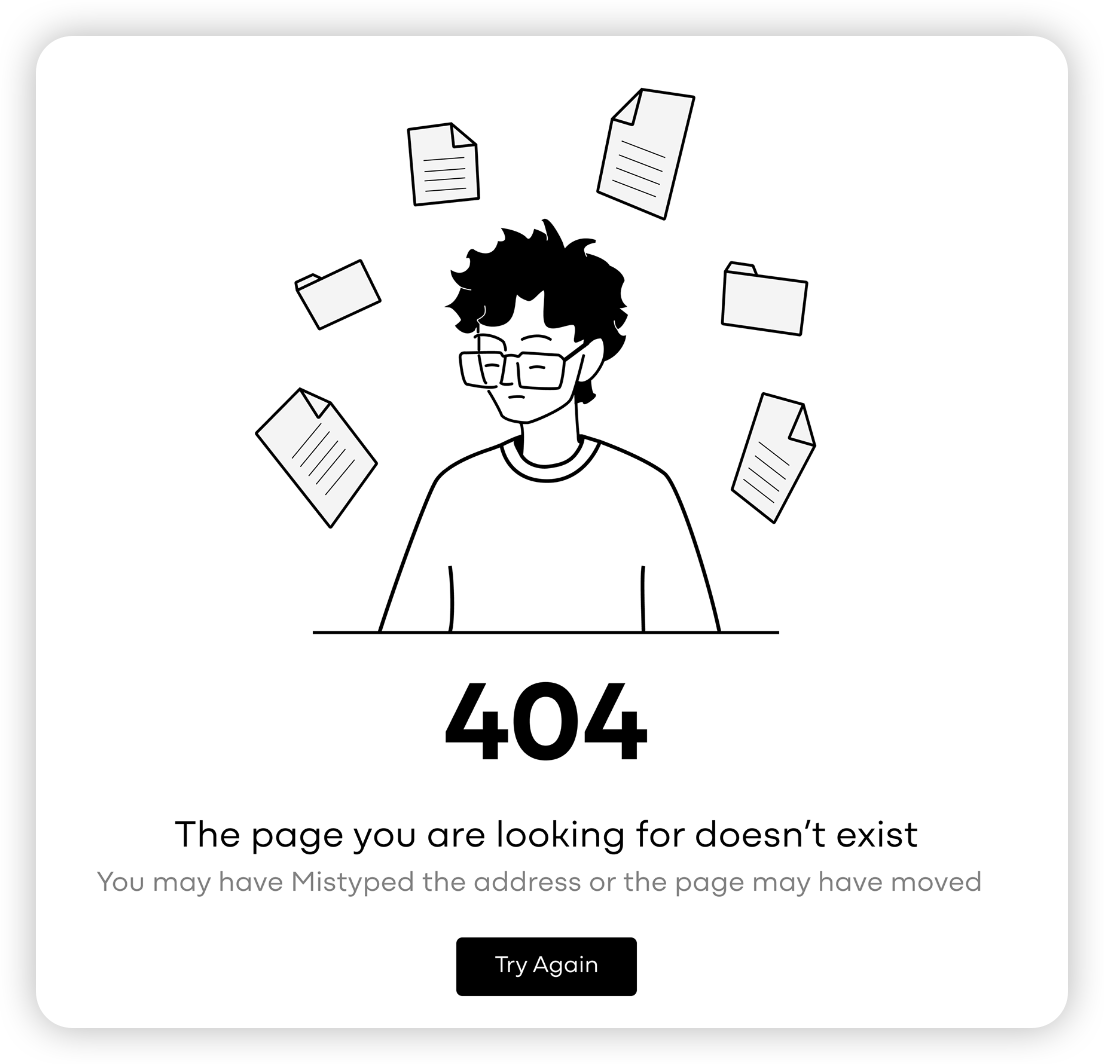 404
The page you are looking for doesn’t exist
You may have Mistyped the address or the page may have moved
Try Again